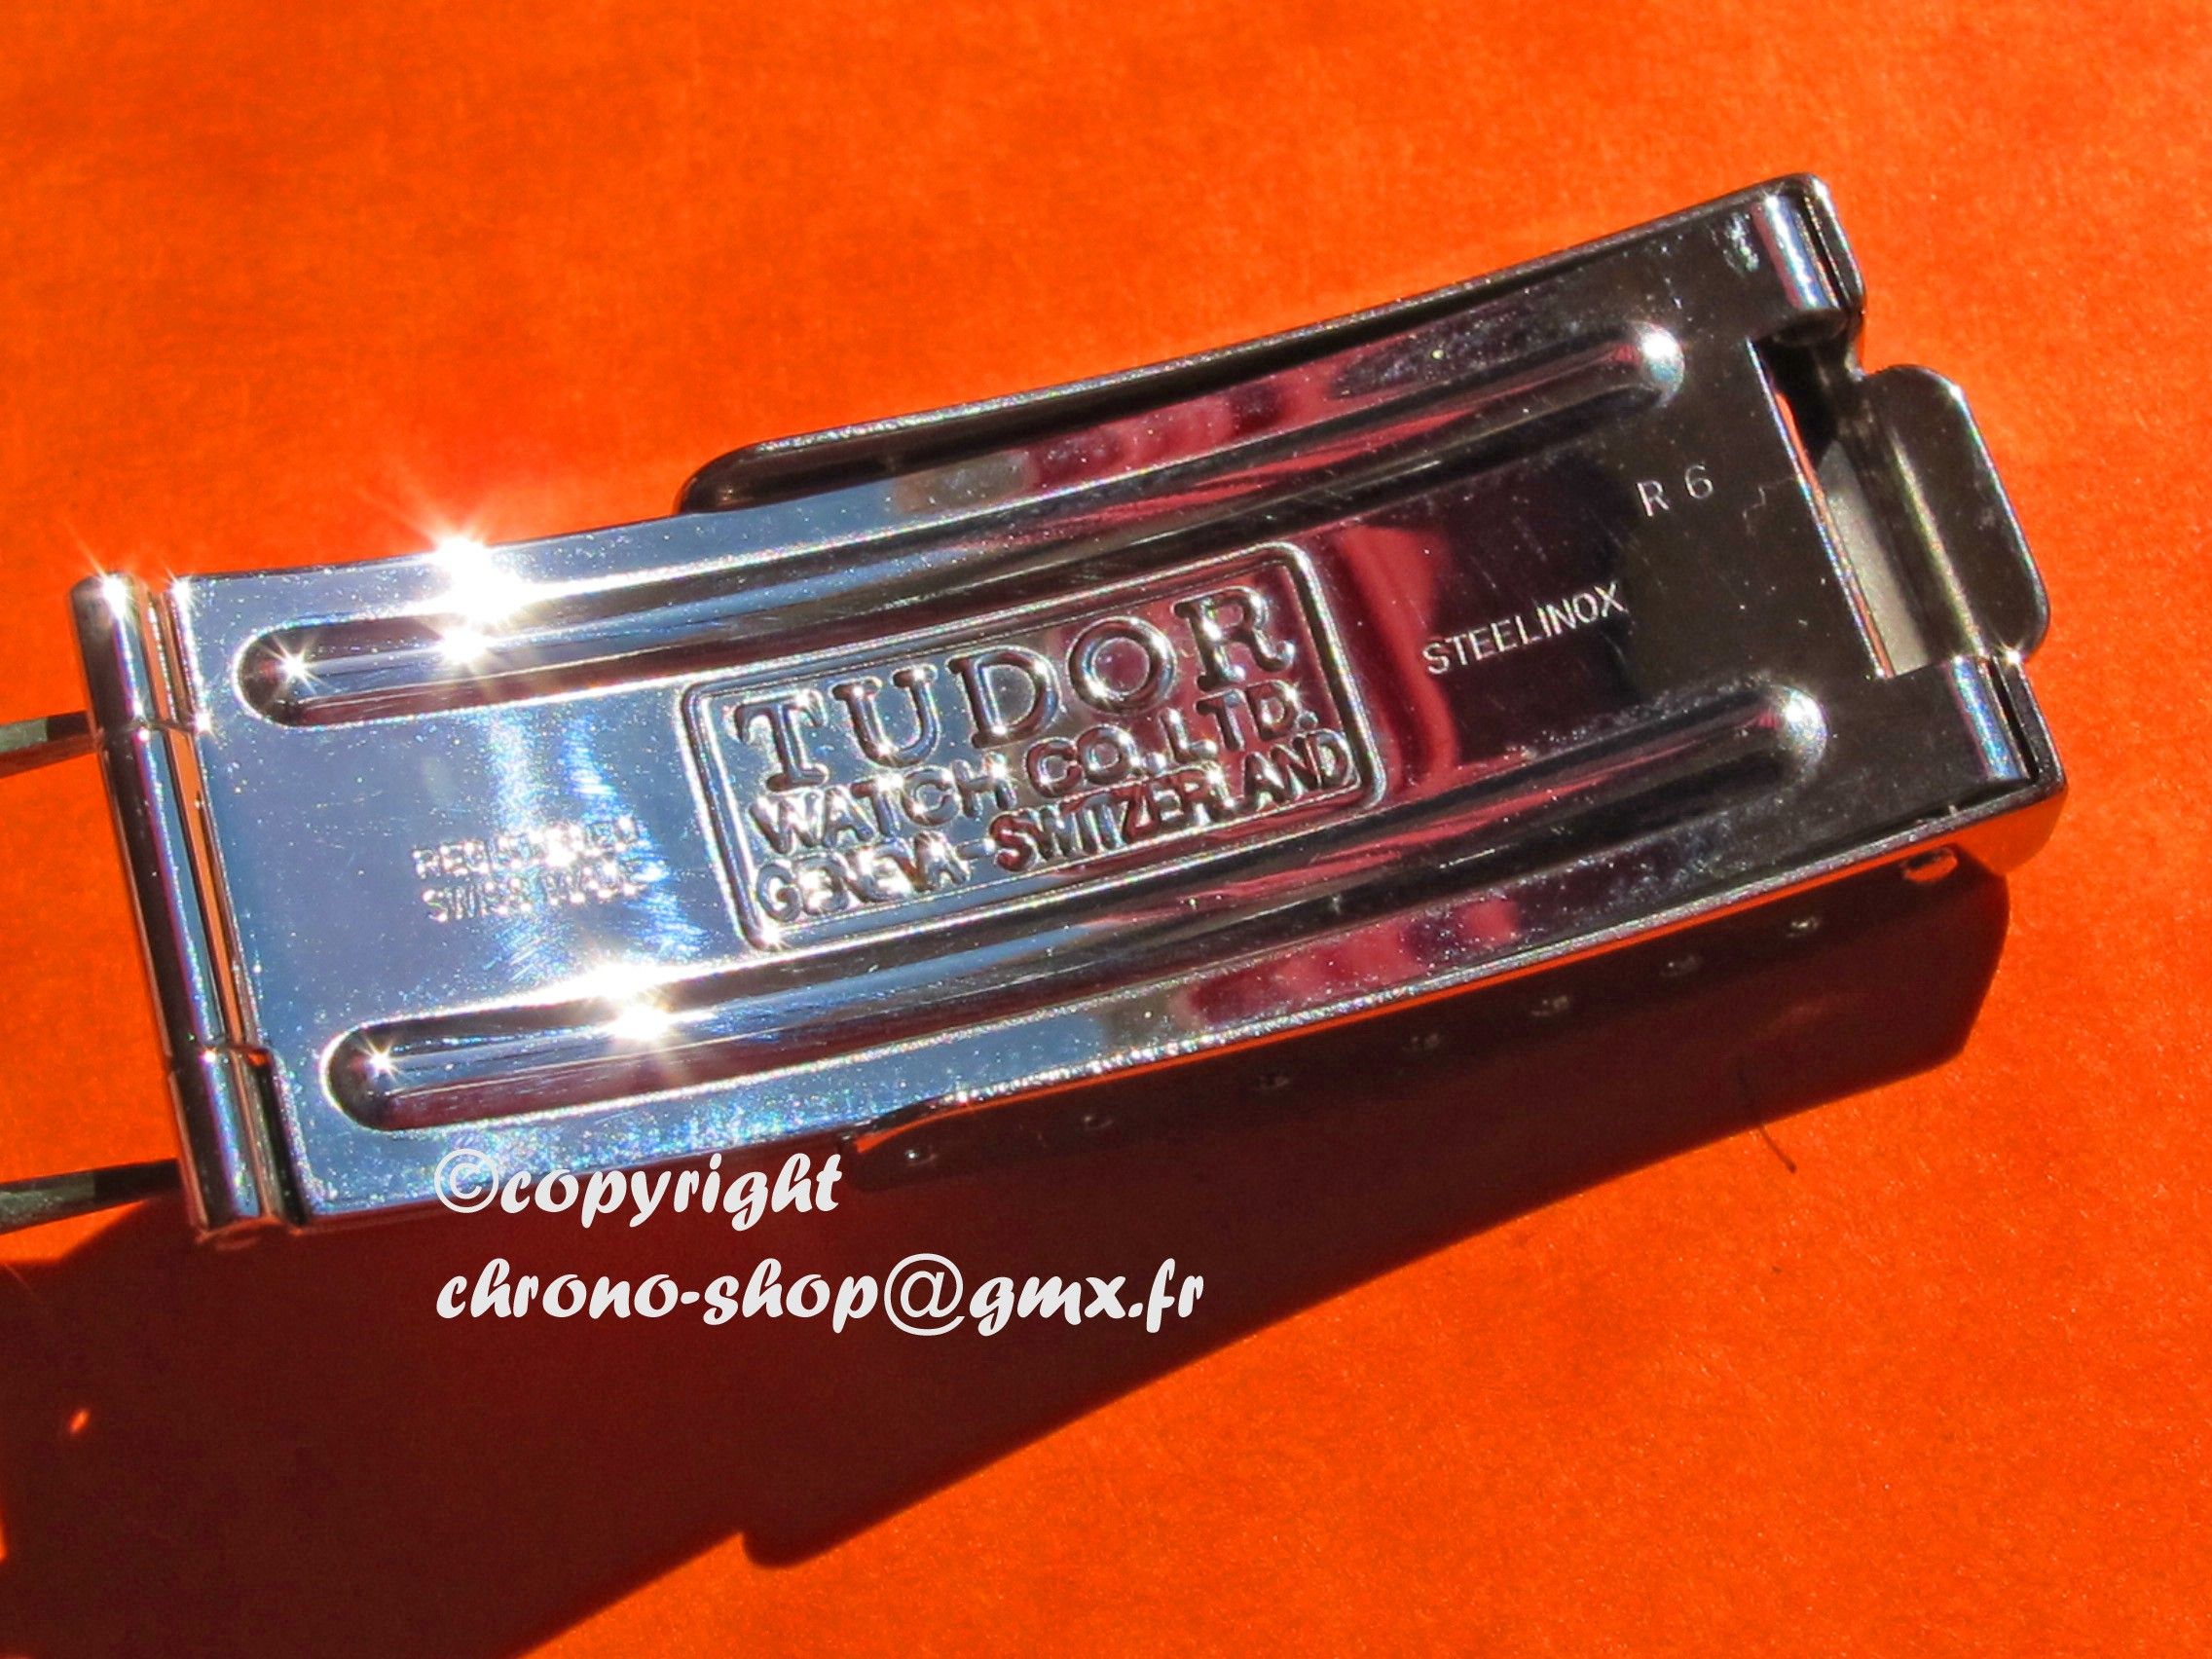 R 6
STEELINOX
TUDOR
WATCH CO.,LTD.
GENEVA-SWITZERLAND
REGISTERED
SWISS MADE
©copyright
chrono-shop@gmx.fr